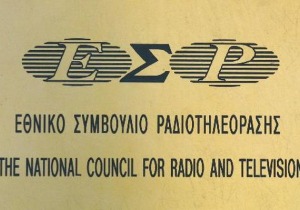 ΕΣΡ
ΕΘΝΙΚΟ ΣΥΜΒΟΥΛΙΟ ΡΑΔΙΟΤΗΛΕΟΡΑΣΗΣ
THE NATIONAL COUNCIL FOR RADIO AND TELEVISION